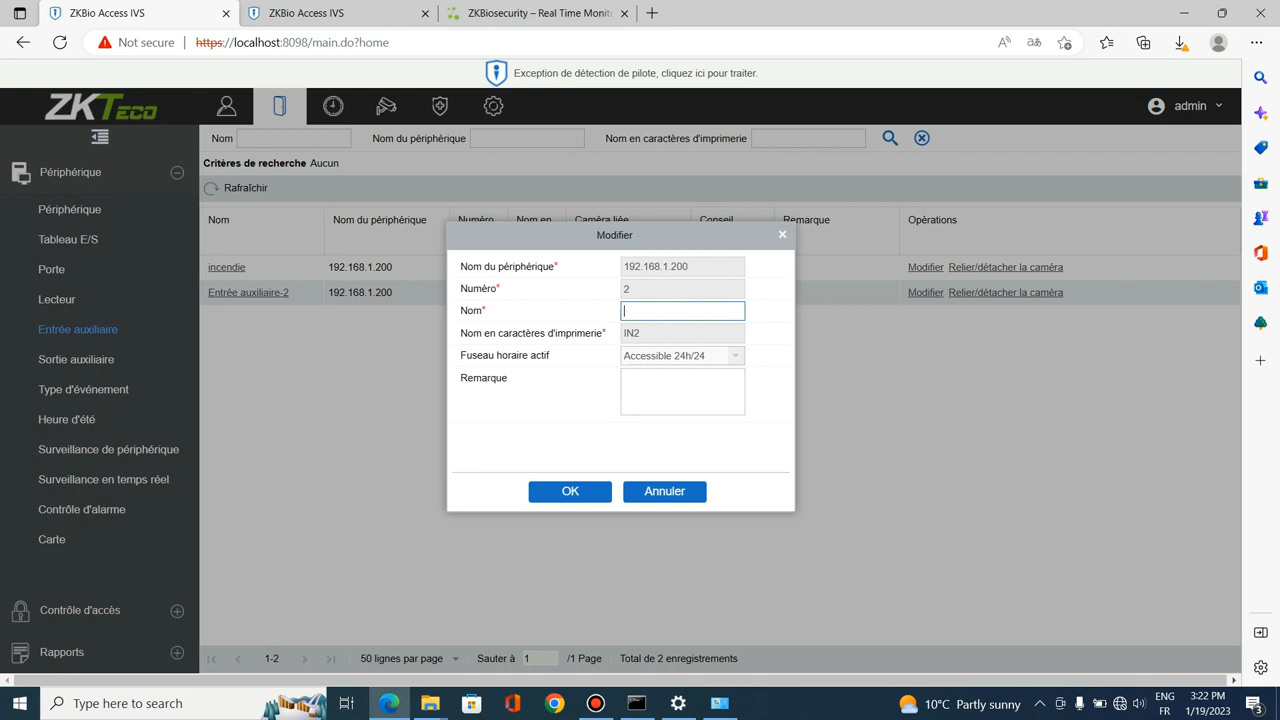 ZKBio Access IVS
ZKBio Access IVS
ZKBiosecurity – Real Time Monit
Not secure
https://localhost:8098/main.do?home
Exception de détection de pilote, cliquez ici pour traiter.
ZKTeco
admin
Nom
Nom du périphérique
Nom en caractères d'imprimerie
Critères de recherche Aucun
Rafraîchir
Périphérique
Périphérique
Tableau E/S
Porte
Lecteur
Entrée auxiliaire
Sortie auxiliaire
Type d'événement
Heure d'été
Surveillance de périphérique
Surveillance en temps réel
Contrôle d'alarme
Carte
Contrôle d'accès
Rapports
Nom Nom du périphérique Numéro Nom en Caméra liée Conseil Remarque Opérations
incendie 192.168.1.200 Modifier Relier/détacher la caméra
Entrée auxiliaire-2 192.168.1.200 Modifier Relier/détacher la caméra
Modifier
Nom du périphérique* 192.168.1.200
Numéro* 2
Nom*
Nom en caractères d'imprimerie* IN2
Fuseau horaire actif Accessible 24h/24
Remarque
OK Annuler
1-2 50 lignes par page Sauter à 1 /1 Page Total de 2 enregistrements
Type here to search
10°C Partly sunny
ENG
FR
3:22 PM
1/19/2023
3